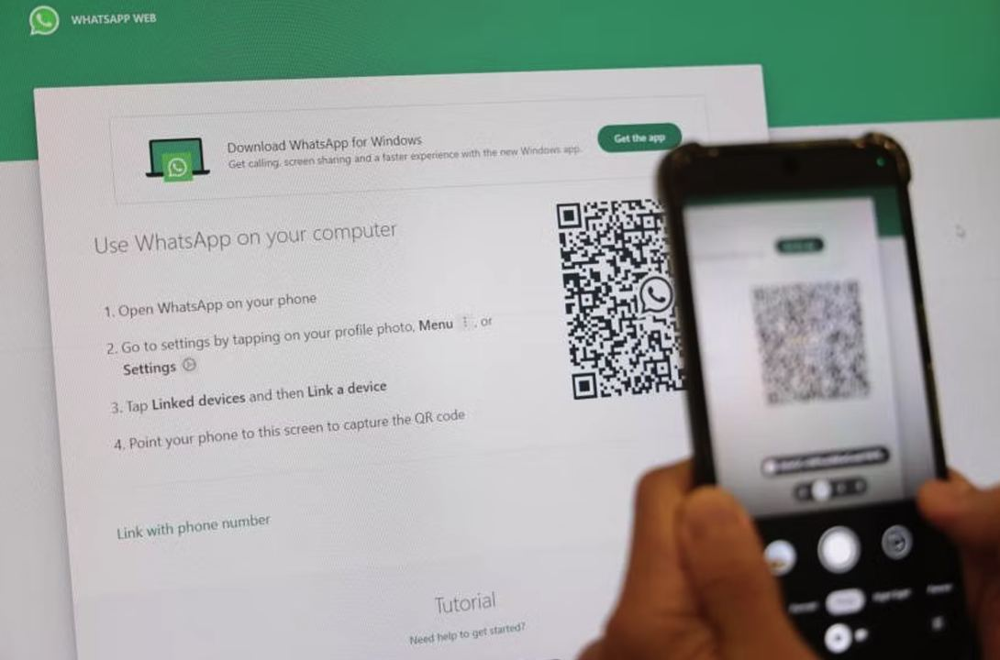 WHATSAPP WEB
Download WhatsApp for Windows
Get calling, screen sharing and a faster experience with the new Windows app.
Get the app
Use WhatsApp on your computer
1. Open WhatsApp on your phone
2. Go to settings by tapping on your profile photo, Menu ⋮, or
Settings
3. Tap Linked devices and then Link a device
4. Point your phone to this screen to capture the QR code
Link with phone number
Tutorial
Need help to get started?